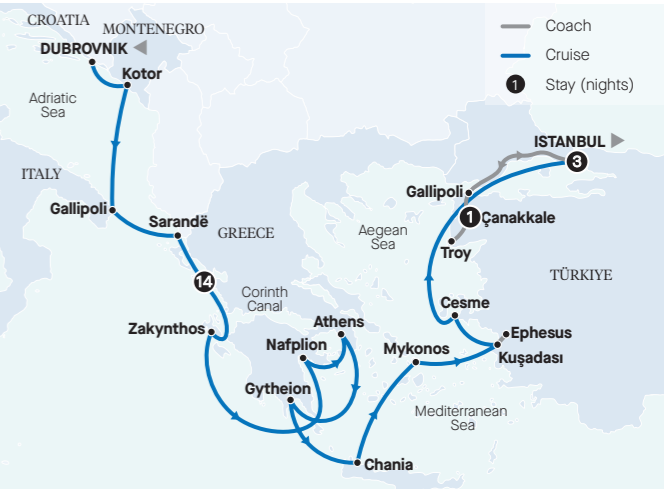 CROATIA
MONTENEGRO
DUBROVNIK
Kotor
Adriatic
Sea
ITALY
Gallipoli
Sarandë
GREECE
14
Corinth
Canal
Zakynthos
Athens
Nafplion
Gytheion
Chania
Mykonos
Mediterranean
Sea
Aegean
Sea
Coach
Cruise
1 Stay (nights)
ISTANBUL
3
Gallipoli
1 Çanakkale
Troy
TÜRKIYE
Cesme
Ephesus
Kuşadası